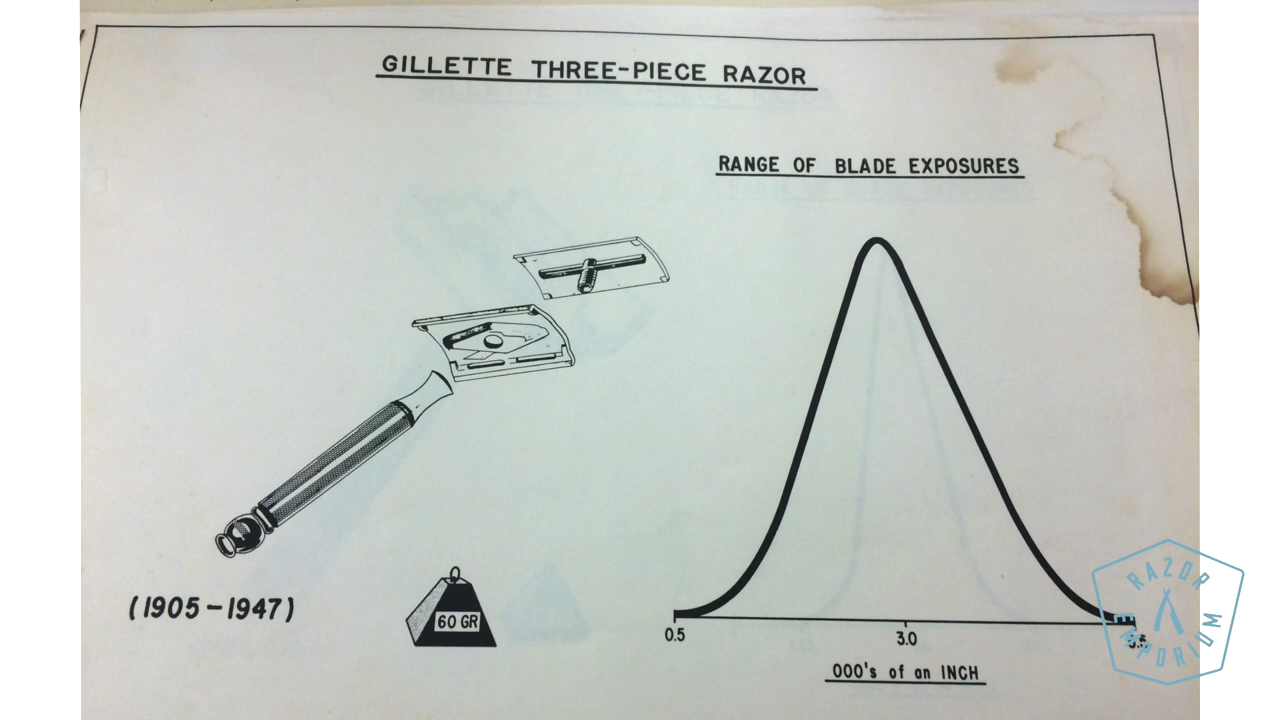 GILLETTE THREE-PIECE RAZOR
RANGE OF BLADE EXPOSURES
(1905-1947)
60 GR
0.5
3.0
000's of an INCH
RAZOR
EMPORIUM